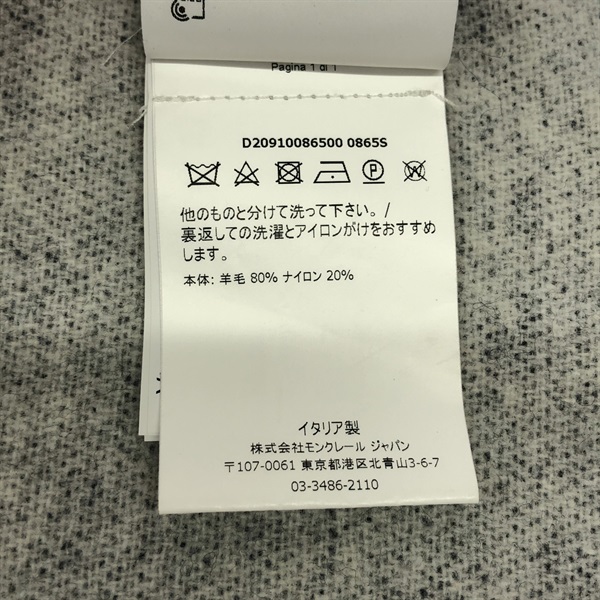 Pagina 1 di 1
D20910086500 0865S
他のものと分けて洗って下さい。/
裏返しての洗濯とアイロンがけをおすすめ
します。
本体: 羊毛 80% ナイロン 20%
イタリア製
株式会社モンクレール ジャパン
〒107-0061 東京都港区北青山3-6-7
03-3486-2110